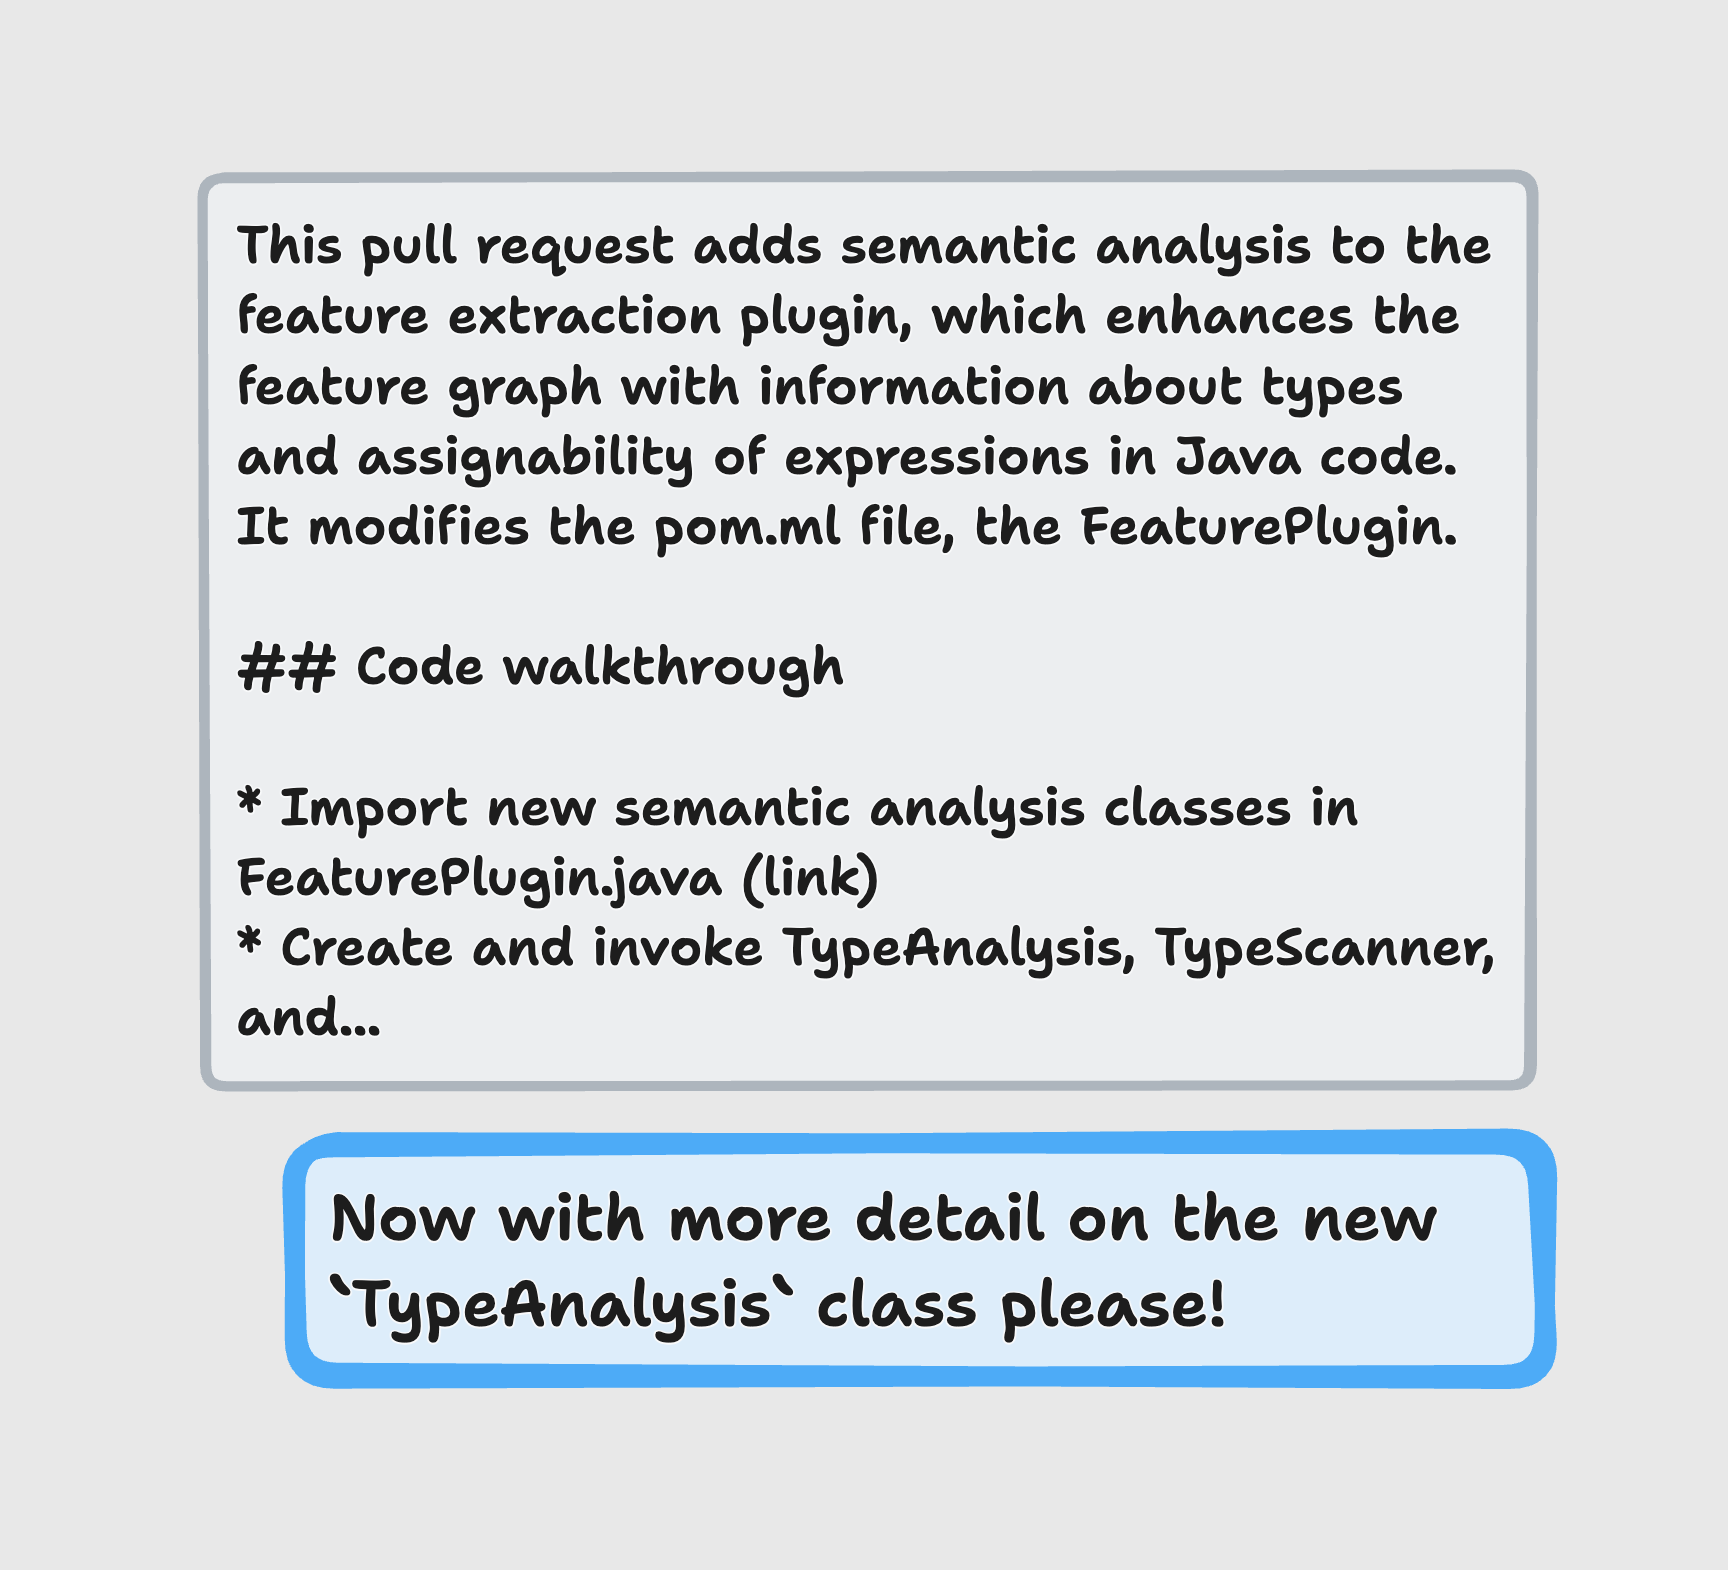 This pull request adds semantic analysis to the
feature extraction plugin, which enhances the
feature graph with information about types
and assignability of expressions in Java code.
It modifies the pom.ml file, the FeaturePlugin.
## Code walkthrough
* Import new semantic analysis classes in
FeaturePlugin.java (link)
* Create and invoke TypeAnalysis, TypeScanner,
and...
Now with more detail on the new
`TypeAnalysis` class please!